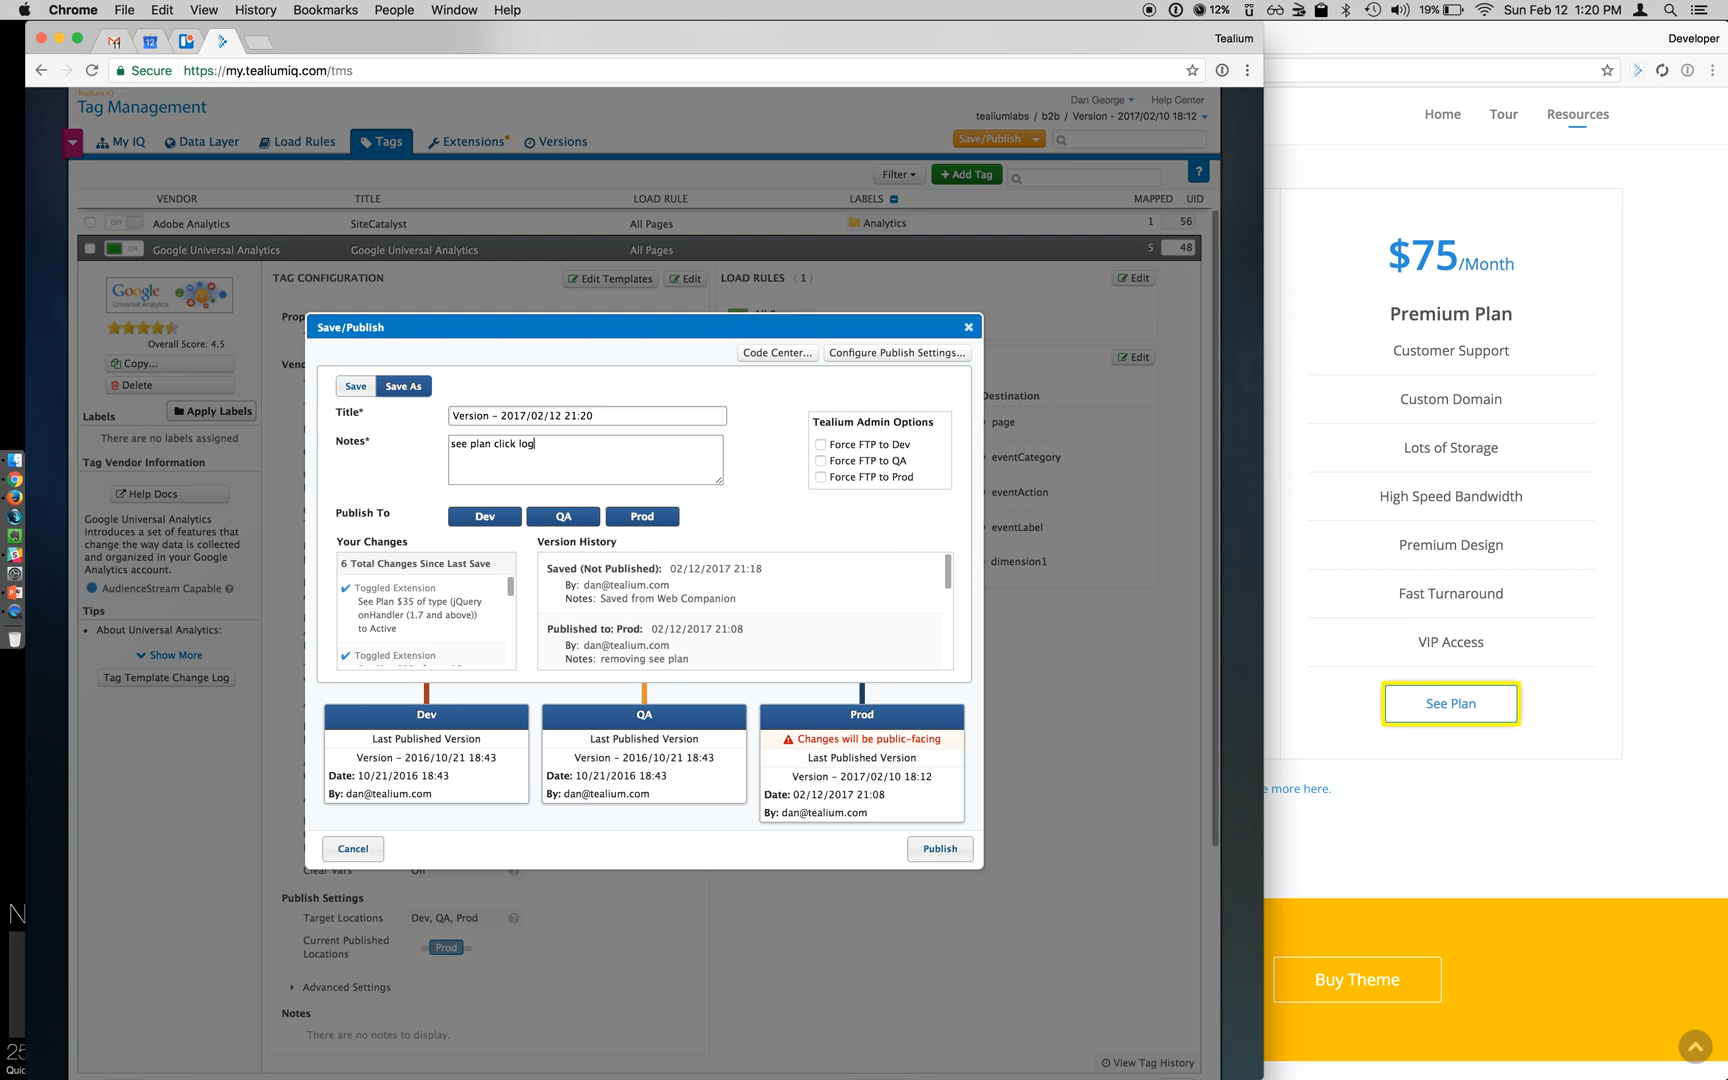 Chrome File Edit View History Bookmarks People Window Help
12% 19% Sun Feb 12 1:20 PM
Tealium
Developer
Secure https://my.tealiumiq.com/tms
Tealium iQ
Tag Management
Dan George Help Center
tealiumlabs / b2b / Version - 2017/02/10 18:12
My IQ Data Layer Load Rules Tags Extensions Versions
Save/Publish
Filter + Add Tag ?
VENDOR TITLE LOAD RULE LABELS MAPPED UID
OFF Adobe Analytics SiteCatalyst All Pages Analytics 1 56
ON Google Universal Analytics Google Universal Analytics All Pages 5 48
Google
Universal Analytics
Overall Score: 4.5
Copy...
Delete
Labels Apply Labels
There are no labels assigned
Tag Vendor Information
Help Docs
Google Universal Analytics
introduces a set of features that
change the way data is collected
and organized in your Google
Analytics account.
AudienceStream Capable
Tips
About Universal Analytics:
Show More
Tag Template Change Log
TAG CONFIGURATION Edit Templates Edit
LOAD RULES ( 1 ) Edit
Edit
Destination
page
eventCategory
eventAction
eventLabel
dimension1
Save/Publish
Code Center... Configure Publish Settings...
Save Save As
Title* Version - 2017/02/12 21:20
Notes* see plan click log
Tealium Admin Options
Force FTP to Dev
Force FTP to QA
Force FTP to Prod
Publish To Dev QA Prod
Your Changes
6 Total Changes Since Last Save
Toggled Extension
See Plan $35 of type (jQuery
onHandler (1.7 and above))
to Active
Toggled Extension
Version History
Saved (Not Published): 02/12/2017 21:18
By: dan@tealium.com
Notes: Saved from Web Companion
Published to: Prod: 02/12/2017 21:08
By: dan@tealium.com
Notes: removing see plan
Dev
Last Published Version
Version - 2016/10/21 18:43
Date: 10/21/2016 18:43
By: dan@tealium.com
QA
Last Published Version
Version - 2016/10/21 18:43
Date: 10/21/2016 18:43
By: dan@tealium.com
Prod
Changes will be public-facing
Last Published Version
Version - 2017/02/10 18:12
Date: 02/12/2017 21:08
By: dan@tealium.com
Cancel Publish
Clear Vars Off
Publish Settings
Target Locations Dev, QA, Prod
Current Published
Locations
Prod
Advanced Settings
Notes
There are no notes to display.
View Tag History
Home Tour Resources
$75/Month
Premium Plan
Customer Support
Custom Domain
Lots of Storage
High Speed Bandwidth
Premium Design
Fast Turnaround
VIP Access
See Plan
more here.
Buy Theme